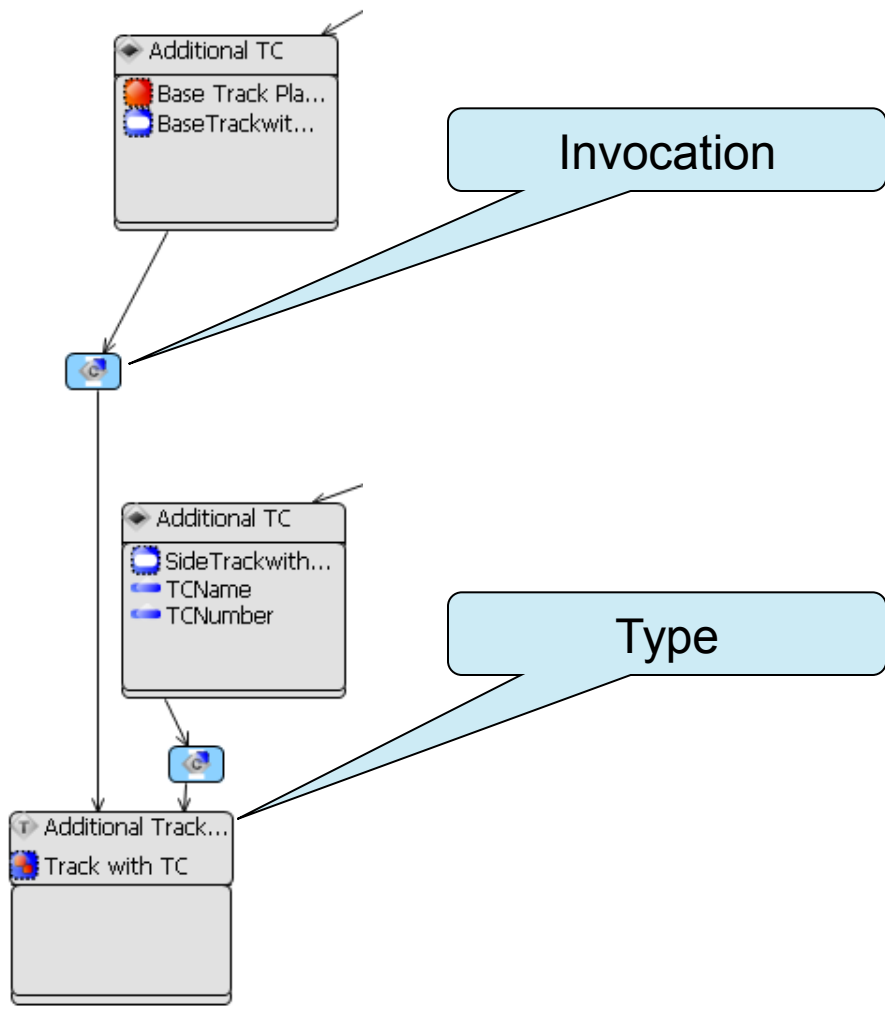 Additional TC
Base Track Pla...
BaseTrackwit...
Invocation
C
Additional TC
SideTrackwith...
TCName
TCNumber
Type
C
T Additional Track...
Track with TC